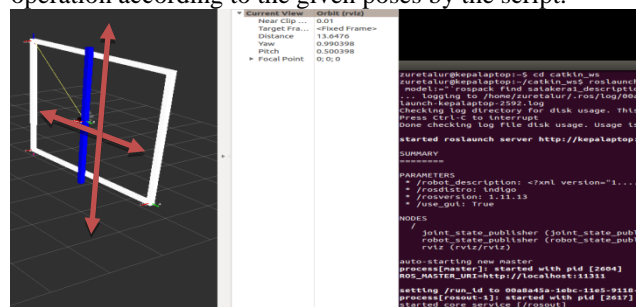 operation according to the given poses by the script.
Current View Orbit (rviz)
Near Clip ... 0.01
Target Fra... <Fixed Frame>
Distance 13.6476
Yaw 0.990398
Pitch 0.500398
Focal Point 0; 0; 0
zuretalur@kepalaptop:~$ cd catkin_ws
zuretalur@kepalaptop:~/catkin_ws$ roslaunch
model:="`rospack find saiakera1_descriptio
... logging to /home/zuretalur/.ros/log/00a
launch-kepalaptop-2592.log
Checking log directory for disk usage. This
Press Ctrl-C to interrupt
Done checking log file disk usage. Usage is
started roslaunch server http://kepalaptop:
SUMMARY
========
PARAMETERS
* /robot_description: <?xml version="1....
* /rosdistro: indigo
* /rosversion: 1.11.13
* /use_gui: True
NODES
/
joint_state_publisher (joint_state_publ
robot_state_publisher (robot_state_publ
rviz (rviz/rviz)
auto-starting new master
process[master]: started with pid [2604]
ROS_MASTER_URI=http://localhost:11311
setting /run_id to 00a8a45a-1ebc-11e5-9118-
process[rosout-1]: started with pid [2617]
started core service [/rosout]